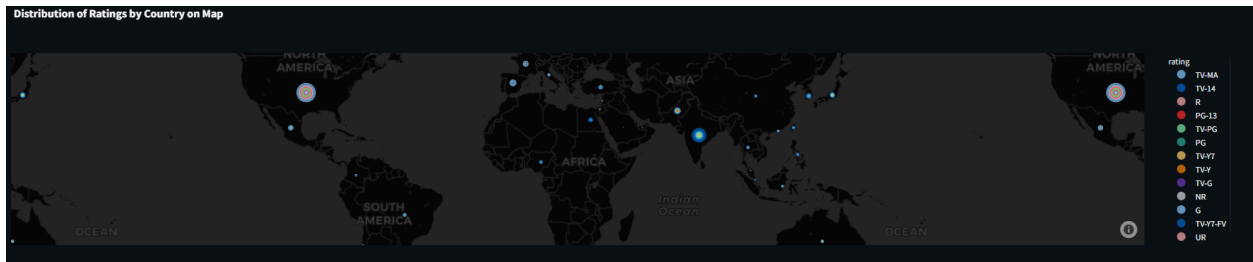 Distribution of Ratings by Country on Map
NORTH
AMERICA
ASIA
AFRICA
SOUTH
AMERICA
Indian
Ocean
OCEAN
NORTH
AMERICA
OCEAN
rating
TV-MA
TV-14
R
PG-13
TV-PG
PG
TV-Y7
TV-Y
TV-G
NR
G
TV-Y7-FV
UR